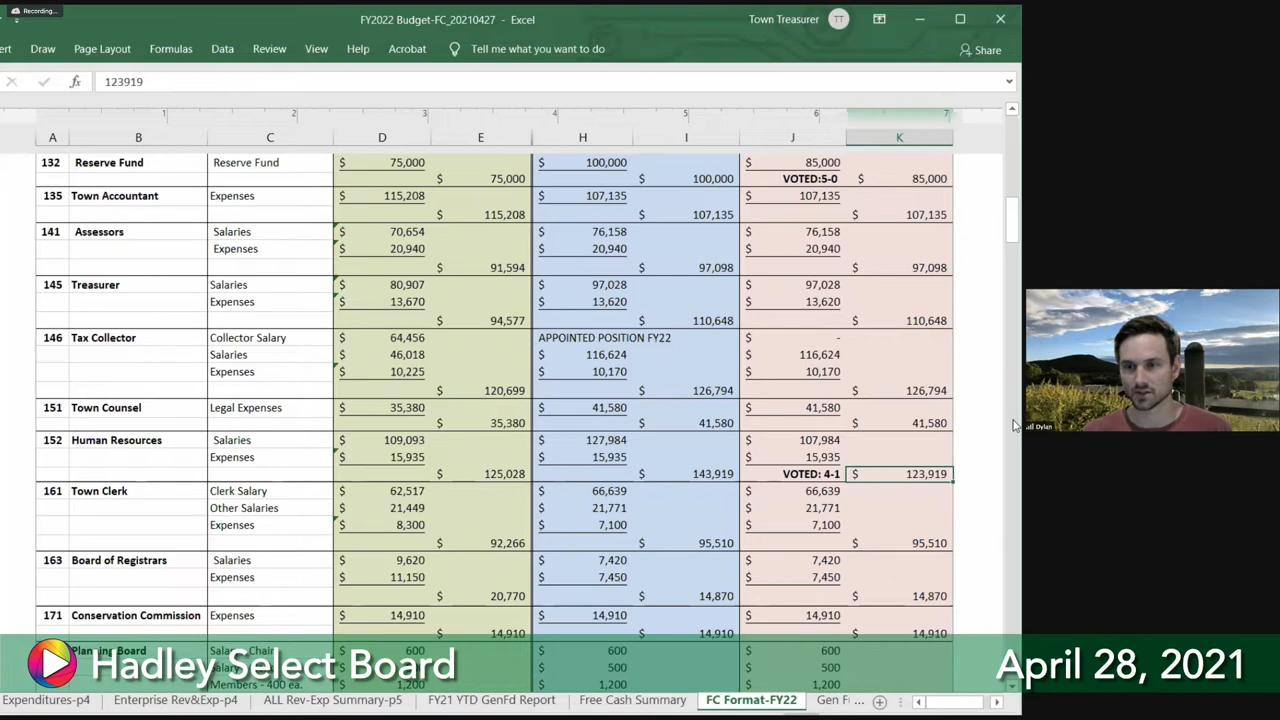 Recording...
FY2022 Budget-FC_20210427 - Excel
Town Treasurer TT
Draw Page Layout Formulas Data Review View Help Acrobat Tell me what you want to do Share
fx 123919
1 2 3 4 5 6 7
A B C D E H I J K
132 Reserve Fund Reserve Fund $ 75,000 $ 100,000 $ 85,000
$ 75,000 $ 100,000 VOTED:5-0 $ 85,000
135 Town Accountant Expenses $ 115,208 $ 107,135 $ 107,135
$ 115,208 $ 107,135 $ 107,135
141 Assessors Salaries $ 70,654 $ 76,158 $ 76,158
Expenses $ 20,940 $ 20,940 $ 20,940
$ 91,594 $ 97,098 $ 97,098
145 Treasurer Salaries $ 80,907 $ 97,028 $ 97,028
Expenses $ 13,670 $ 13,620 $ 13,620
$ 94,577 $ 110,648 $ 110,648
146 Tax Collector Collector Salary $ 64,456 APPOINTED POSITION FY22 $ -
Salaries $ 46,018 $ 116,624 $ 116,624
Expenses $ 10,225 $ 10,170 $ 10,170
$ 120,699 $ 126,794 $ 126,794
151 Town Counsel Legal Expenses $ 35,380 $ 41,580 $ 41,580
$ 35,380 $ 41,580 $ 41,580
152 Human Resources Salaries $ 109,093 $ 127,984 $ 107,984
Expenses $ 15,935 $ 15,935 $ 15,935
$ 125,028 $ 143,919 VOTED: 4-1 $ 123,919
161 Town Clerk Clerk Salary $ 62,517 $ 66,639 $ 66,639
Other Salaries $ 21,449 $ 21,771 $ 21,771
Expenses $ 8,300 $ 7,100 $ 7,100
$ 92,266 $ 95,510 $ 95,510
163 Board of Registrars Salaries $ 9,620 $ 7,420 $ 7,420
Expenses $ 11,150 $ 7,450 $ 7,450
$ 20,770 $ 14,870 $ 14,870
171 Conservation Commission Expenses $ 14,910 $ 14,910 $ 14,910
$ 14,910 $ 14,910 $ 14,910
Planning Board $ 600 $ 600 $ 600
$ 500 $ 500
Members - 400 ea. $ 1,200 $ 1,200 $ 1,200
Dylan
Hadley Select Board
April 28, 2021
Expenditures-p4 Enterprise Rev&Exp-p4 ALL Rev-Exp Summary-p5 FY21 YTD GenFd Report Free Cash Summary FC Format-FY22 Gen F ...